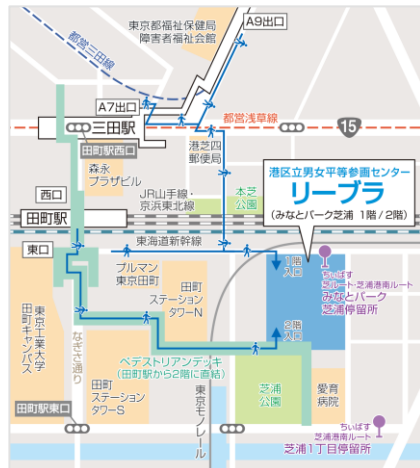 東京都福祉保健局
障害者福祉会館
A9出口
都営三田線
A7出口
三田駅
都営浅草線
15
田町駅西口
港芝四
郵便局
森永
プラザビル
港区立男女平等参画センター
リーブラ
(みなとパーク芝浦 1階/2階)
西口
JR山手線・
京浜東北線
本芝
公園
田町駅
東海道新幹線
東口
プルマン
東京田町
1階
入口
ちぃばす
芝ルート・芝浦港南ルート
みなとパーク
芝浦停留所
田町
ステーション
タワーN
2階
入口
東京工業大学
田町キャンパス
なぎさ通り
ペデストリアンデッキ
(田町駅から2階に直結)
田町
ステーション
タワーS
東京モノレール
芝浦
公園
愛育
病院
田町駅東口
ちぃばす
芝浦港南ルート
芝浦1丁目停留所